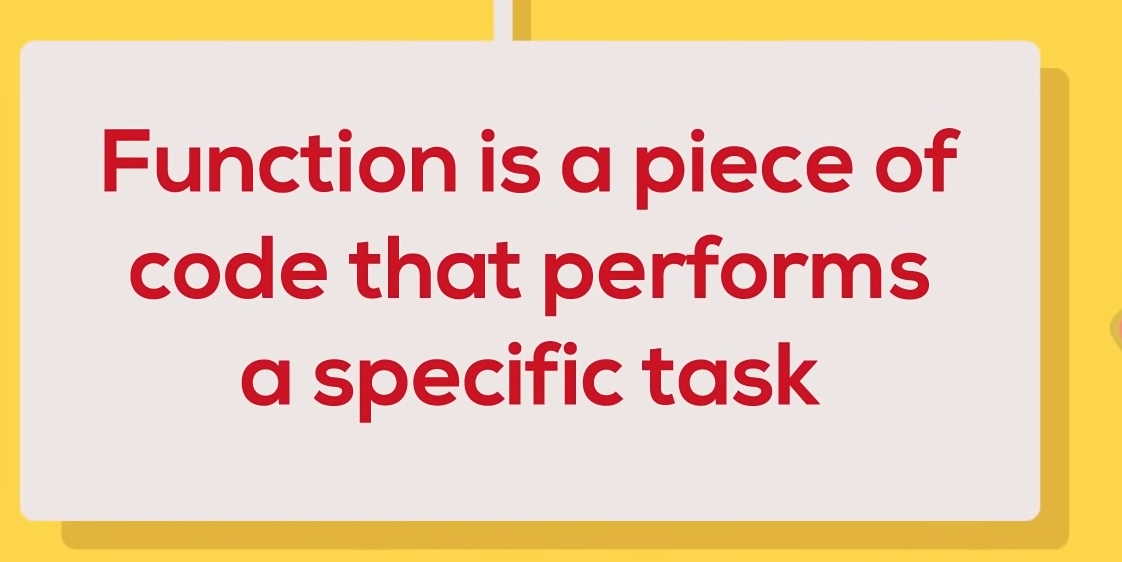 Function is a piece of
code that performs
a specific task